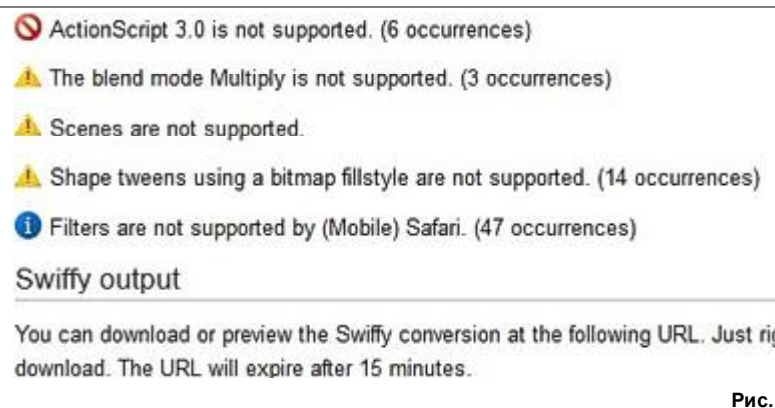 ActionScript 3.0 is not supported. (6 occurrences)
The blend mode Multiply is not supported. (3 occurrences)
Scenes are not supported.
Shape tweens using a bitmap fillstyle are not supported. (14 occurrences)
Filters are not supported by (Mobile) Safari. (47 occurrences)
Swiffy output
You can download or preview the Swiffy conversion at the following URL. Just
download. The URL will expire after 15 minutes.
Рис.